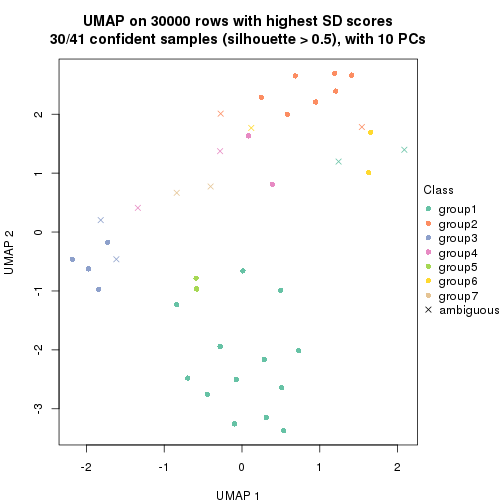 UMAP on 30000 rows with highest SD scores
30/41 confident samples (silhouette > 0.5), with 10 PCs
UMAP 2
2
1
0
-1
-2
-3
-2
-1
0
1
2
UMAP 1
Class
group1
group2
group3
group4
group5
group6
group7
ambiguous